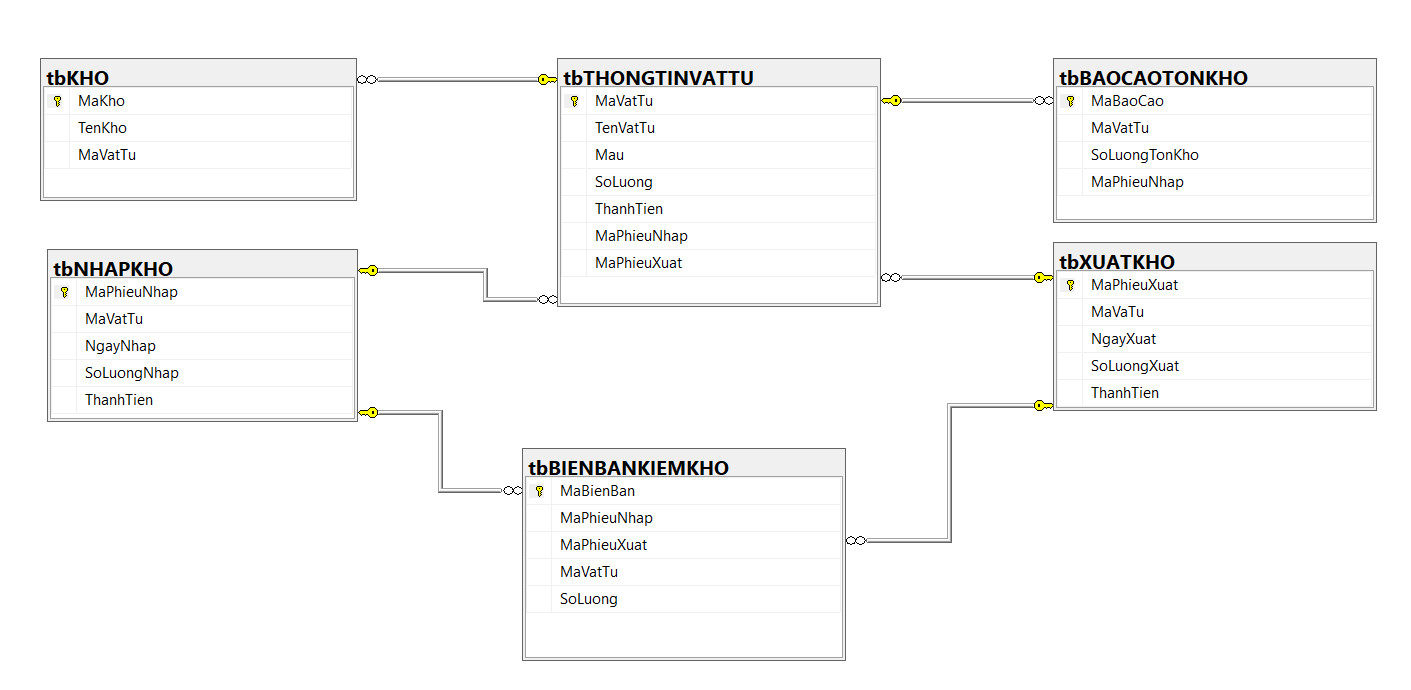 tbKHO
MaKho
TenKho
MaVatTu
tbTHONGTINVATTU
MaVatTu
TenVatTu
Mau
SoLuong
ThanhTien
MaPhieuNhap
MaPhieuXuat
tbBAOCAOTONKHO
MaBaoCao
MaVatTu
SoLuongTonKho
MaPhieuNhap
tbNHAPKHO
MaPhieuNhap
MaVatTu
NgayNhap
SoLuongNhap
ThanhTien
tbXUATKHO
MaPhieuXuat
MaVaTu
NgayXuat
SoLuongXuat
ThanhTien
tbBIENBANKIEMKHO
MaBienBan
MaPhieuNhap
MaPhieuXuat
MaVatTu
SoLuong